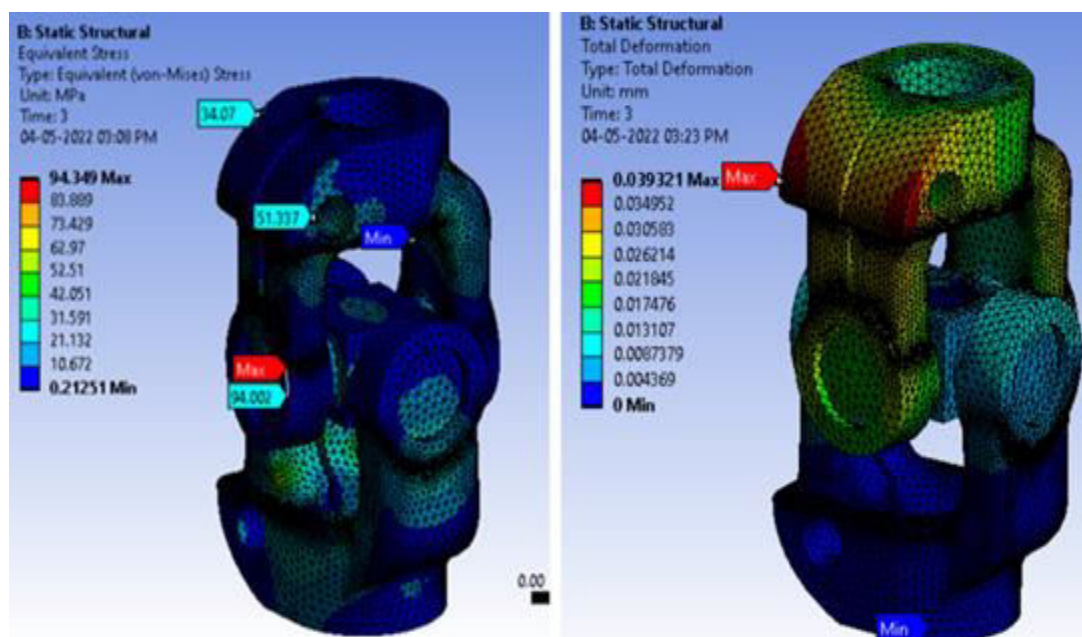 B: Static Structural
Equivalent Stress
Type: Equivalent (von-Mises) Stress
Unit: MPa
Time: 3
04-05-2022 03:08 PM
94.349 Max
83.889
73.429
62.97
52.51
42.051
31.591
21.132
10.672
0.21251 Min
34.07
51.337
Min
Max
94.002
0.00
B: Static Structural
Total Deformation
Type: Total Deformation
Unit: mm
Time: 3
04-05-2022 03:23 PM
Max
0.039321 Max
0.034952
0.030583
0.026214
0.021845
0.017476
0.013107
0.0087379
0.004369
0 Min
Min